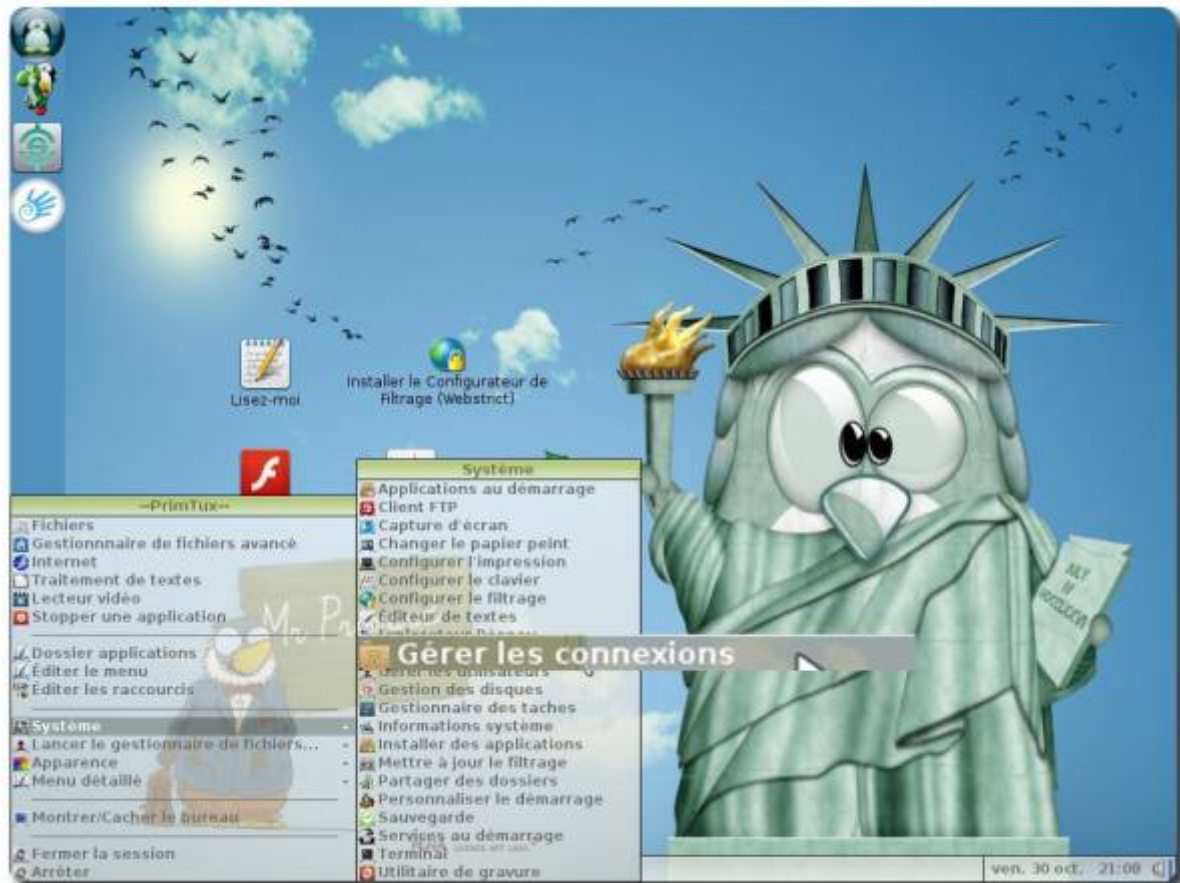 Lisez-moi
Installer le Configurateur de
Filtrage (Webstrict)
--PrimTux--
Fichiers
Gestionnnaire de fichiers avancé
Internet
Traitement de textes
Lecteur vidéo
Stopper une application
Dossier applications
Éditer le menu
Éditer les raccourcis
Système
Lancer le gestionnaire de fichiers...
Apparence
Menu détaillé
Montrer/Cacher le bureau
Fermer la session
Arrêter
Mr Pr
Système
Applications au démarrage
Client FTP
Capture d'écran
Changer le papier peint
Configurer l'impression
Configurer le clavier
Configurer le filtrage
Éditeur de textes
Gérer les connexions
Gérer les utilisateurs
Gestion des disques
Gestionnaire des taches
Informations système
Installer des applications
Mettre à jour le filtrage
Partager des dossiers
Personnaliser le démarrage
Sauvegarde
Services au démarrage
Terminal
Utilitaire de gravure
JULY
IV
ven. 30 oct. 21:08